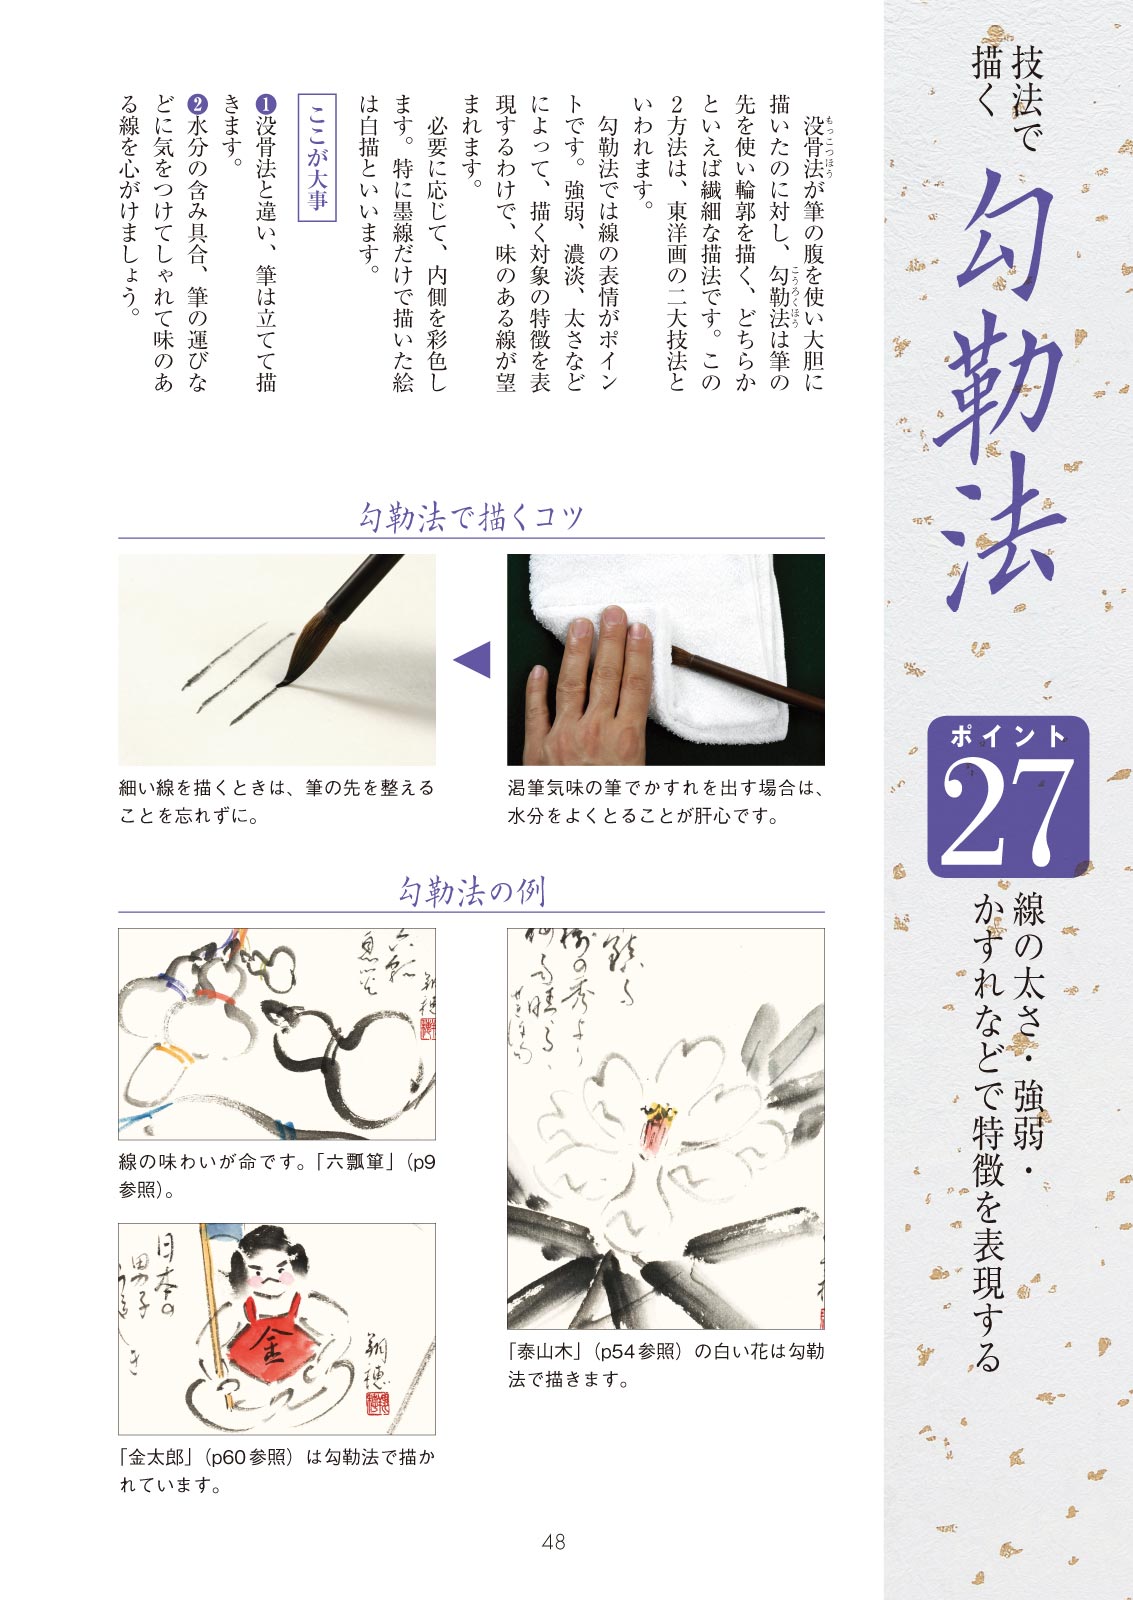 技法で
描く
勾勒法
ポイント
27
線の太さ・強弱・
かすれなどで特徴を表現する
没骨法が筆の腹を使い大胆に
もっこつほう
描いたのに対し、勾勒法は筆の
こうろくほう
先を使い輪郭を描く、どちらか
といえば繊細な描法です。この
2方法は、東洋画の二大技法と
いわれます。
勾勒法では線の表情がポイン
トです。強弱、濃淡、太さなど
によって、描く対象の特徴を表
現するわけで、味のある線が望
まれます。
必要に応じて、内側を彩色し
ます。特に墨線だけで描いた絵
は白描といいます。
ここが大事
❶没骨法と違い、筆は立てて描
きます。
❷水分の含み具合、筆の運びな
どに気をつけてしゃれて味のあ
る線を心がけましょう。
勾勒法で描くコツ
渇筆気味の筆でかすれを出す場合は、
水分をよくとることが肝心です。
細い線を描くときは、筆の先を整える
ことを忘れずに。
勾勒法の例
「泰山木」（p54参照）の白い花は勾勒
法で描きます。
線の味わいが命です。「六瓢箪」（p9
参照）。
日本の
男子
金
朔穂
「金太郎」（p60参照）は勾勒法で描か
れています。
48